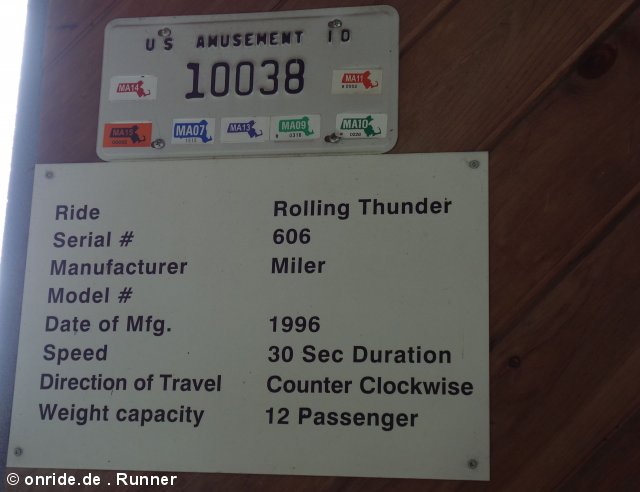 US AMUSEMENT ID
10038
MA14
MA11
MA15
MA07
MA13
MA09
MA10
Ride Rolling Thunder
Serial # 606
Manufacturer Miler
Model #
Date of Mfg. 1996
Speed 30 Sec Duration
Direction of Travel Counter Clockwise
Weight capacity 12 Passenger
© onride.de . Runner